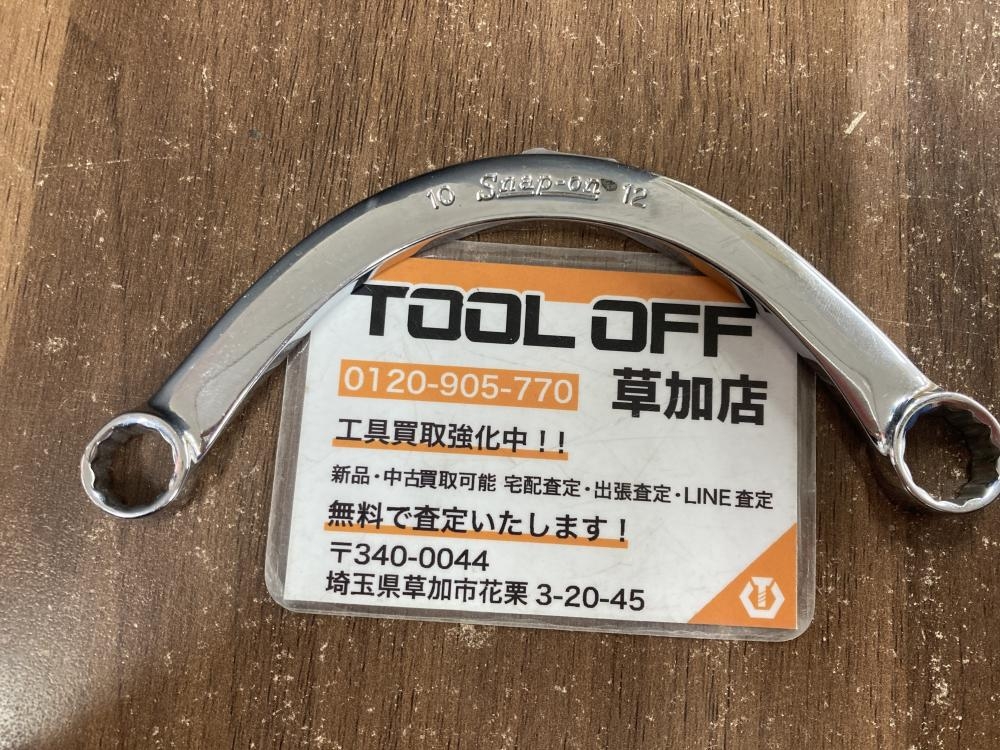 10 Snap-on 12
TOOL OFF
0120-905-770 草加店
工具買取強化中!!
新品・中古買取可能 宅配査定・出張査定・LINE査定
無料で査定いたします!
〒340-0044
埼玉県草加市花栗 3-20-45